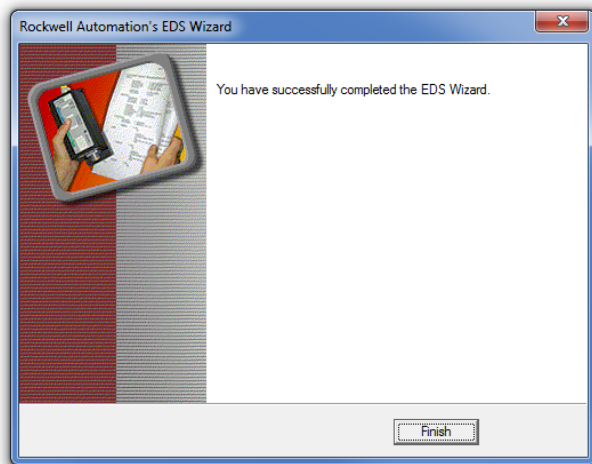 Rockwell Automation's EDS Wizard
You have successfully completed the EDS Wizard.
Finish